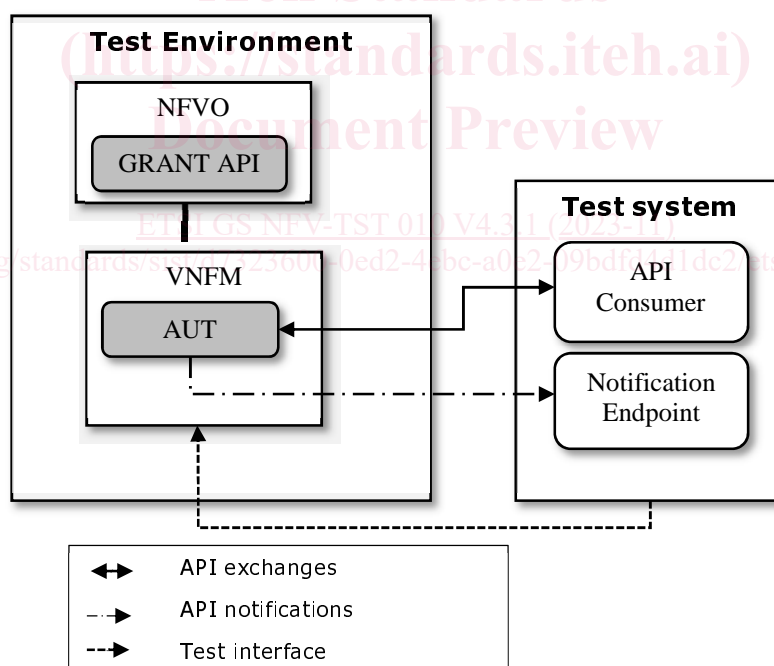 Test Environment
(https://standards.iteh.ai)
NFVO
Document Preview
GRANT API
Test system
ETSI GS NFV-TST 010 V4.3.1 (2023-11)
VNFM
API
Consumer
AUT
Notification
Endpoint
API exchanges
API notifications
Test interface